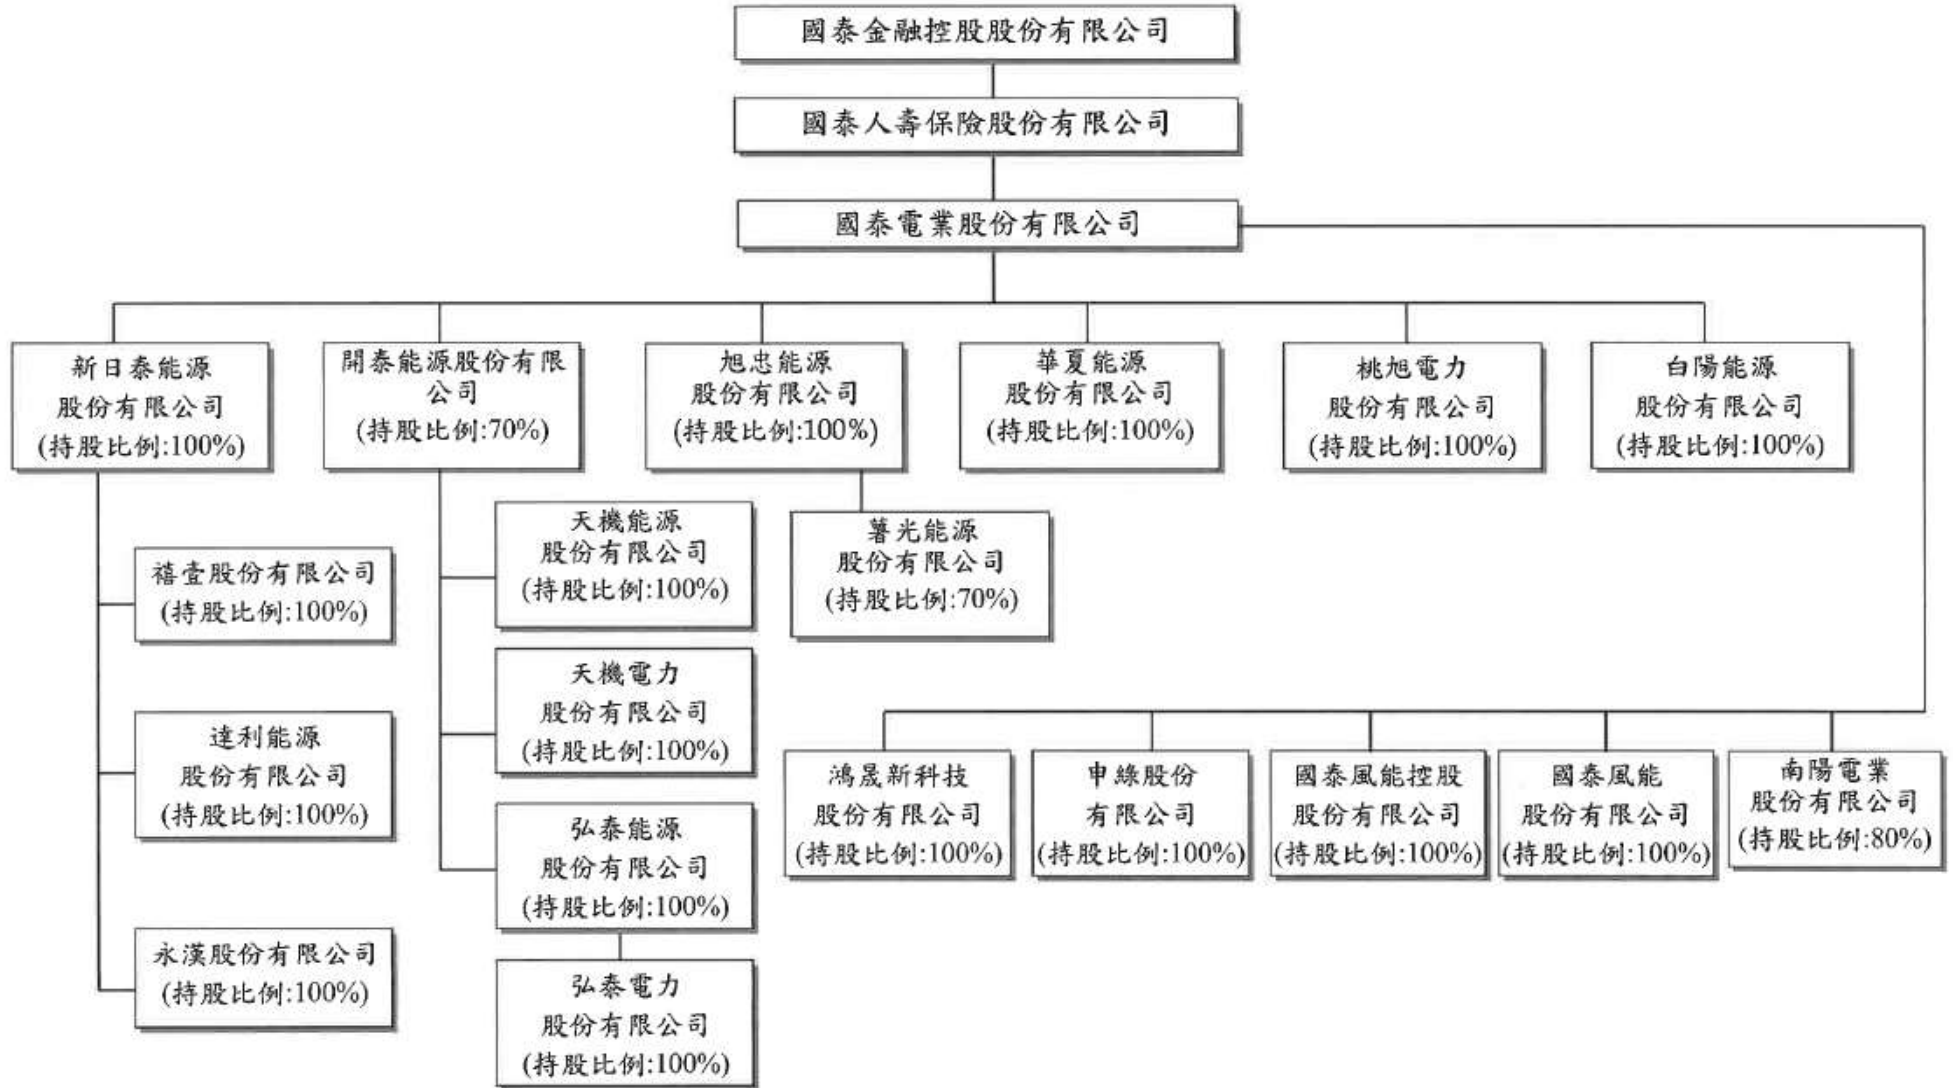 國泰金融控股股份有限公司
國泰人壽保險股份有限公司
國泰電業股份有限公司
新日泰能源
股份有限公司
(持股比例:100%)
開泰能源股份有限
公司
(持股比例:70%)
旭忠能源
股份有限公司
(持股比例:100%)
華夏能源
股份有限公司
(持股比例:100%)
桃旭電力
股份有限公司
(持股比例:100%)
白陽能源
股份有限公司
(持股比例:100%)
禧壹股份有限公司
(持股比例:100%)
達利能源
股份有限公司
(持股比例:100%)
永漢股份有限公司
(持股比例:100%)
天機能源
股份有限公司
(持股比例:100%)
天機電力
股份有限公司
(持股比例:100%)
弘泰能源
股份有限公司
(持股比例:100%)
弘泰電力
股份有限公司
(持股比例:100%)
薯光能源
股份有限公司
(持股比例:70%)
鴻晟新科技
股份有限公司
(持股比例:100%)
申綠股份
有限公司
(持股比例:100%)
國泰風能控股
股份有限公司
(持股比例:100%)
國泰風能
股份有限公司
(持股比例:100%)
南陽電業
股份有限公司
(持股比例:80%)